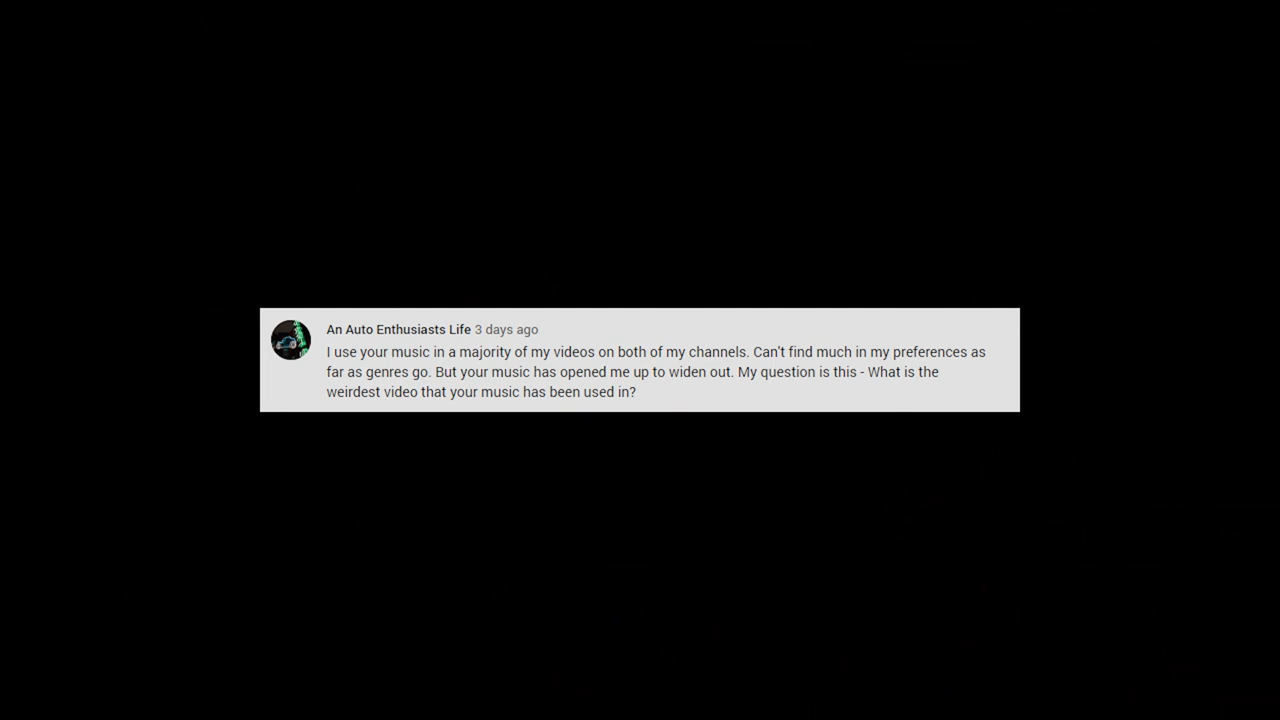 An Auto Enthusiasts Life 3 days ago
I use your music in a majority of my videos on both of my channels. Can't find much in my preferences as
far as genres go. But your music has opened me up to widen out. My question is this - What is the
weirdest video that your music has been used in?